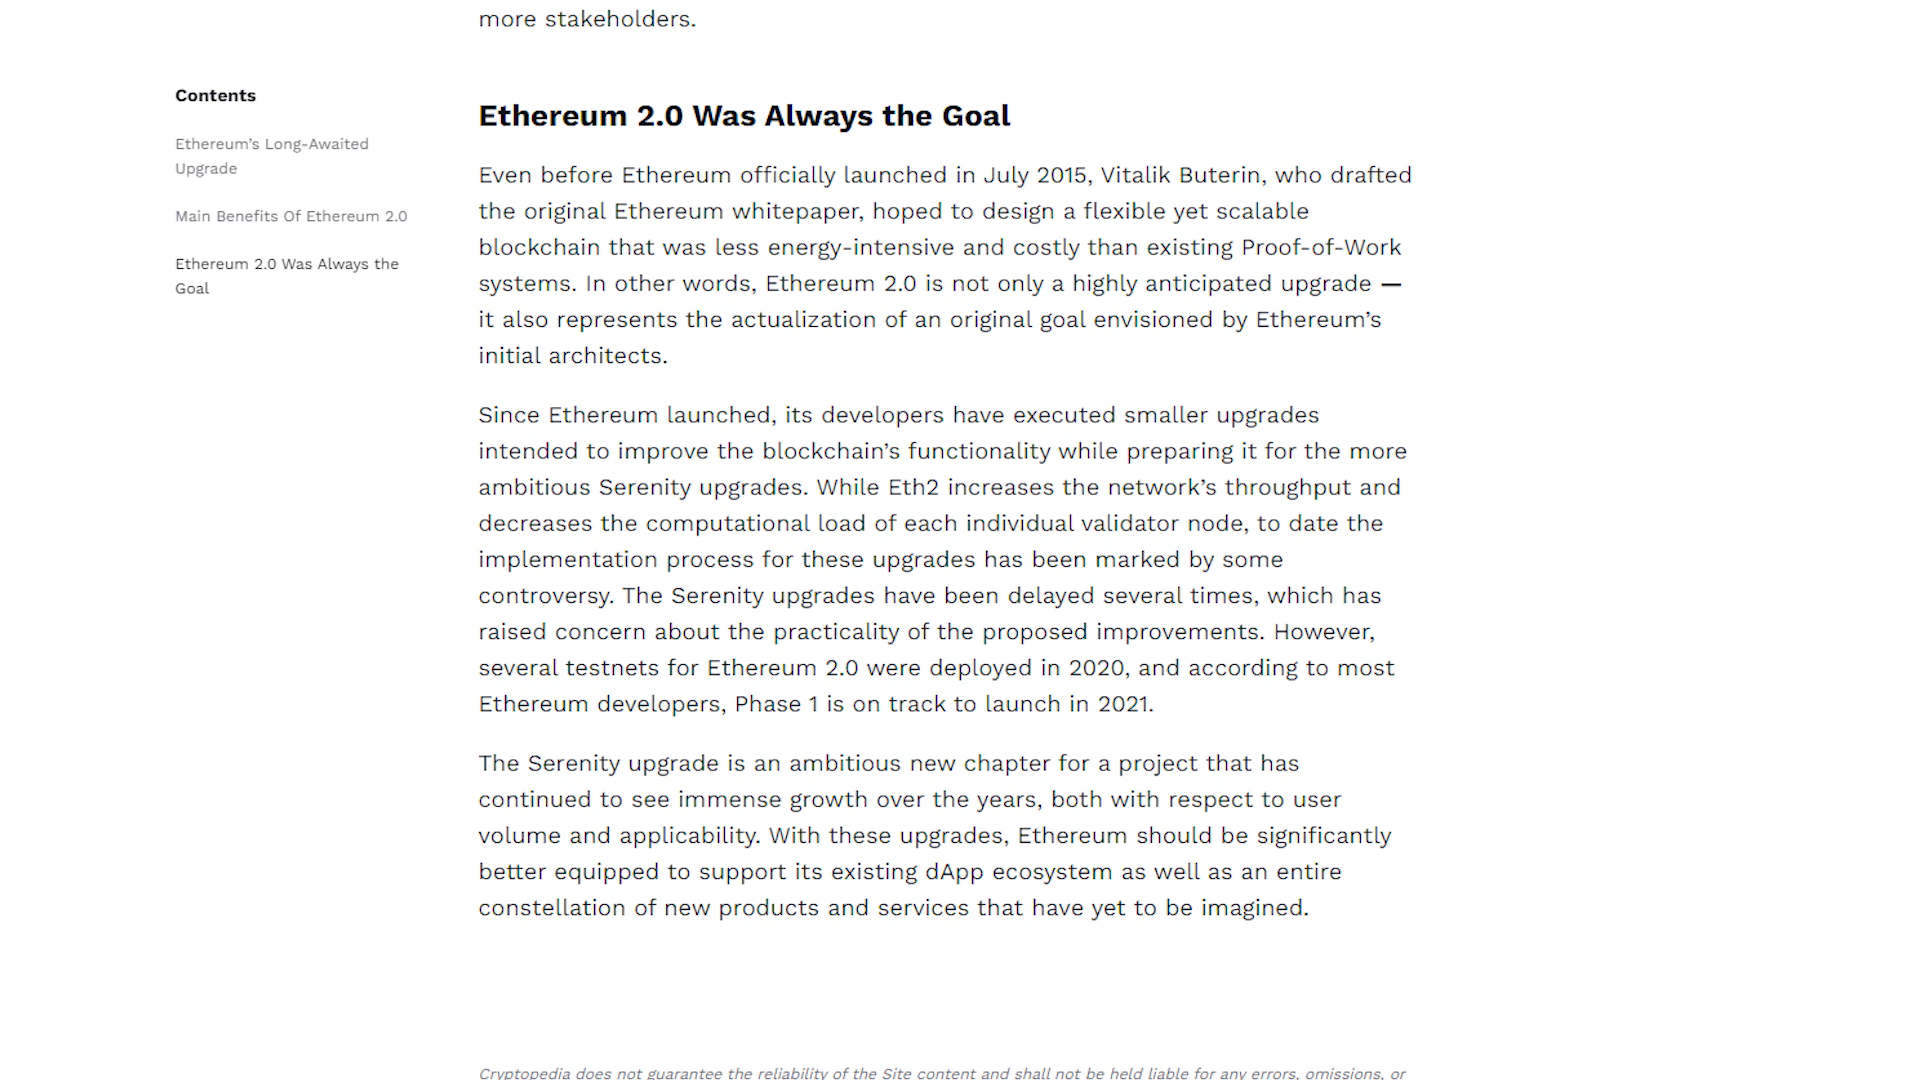 more stakeholders.
Contents
Ethereum’s Long-Awaited
Upgrade
Main Benefits Of Ethereum 2.0
Ethereum 2.0 Was Always the
Goal
Ethereum 2.0 Was Always the Goal
Even before Ethereum officially launched in July 2015, Vitalik Buterin, who drafted
the original Ethereum whitepaper, hoped to design a flexible yet scalable
blockchain that was less energy-intensive and costly than existing Proof-of-Work
systems. In other words, Ethereum 2.0 is not only a highly anticipated upgrade —
it also represents the actualization of an original goal envisioned by Ethereum’s
initial architects.
Since Ethereum launched, its developers have executed smaller upgrades
intended to improve the blockchain’s functionality while preparing it for the more
ambitious Serenity upgrades. While Eth2 increases the network’s throughput and
decreases the computational load of each individual validator node, to date the
implementation process for these upgrades has been marked by some
controversy. The Serenity upgrades have been delayed several times, which has
raised concern about the practicality of the proposed improvements. However,
several testnets for Ethereum 2.0 were deployed in 2020, and according to most
Ethereum developers, Phase 1 is on track to launch in 2021.
The Serenity upgrade is an ambitious new chapter for a project that has
continued to see immense growth over the years, both with respect to user
volume and applicability. With these upgrades, Ethereum should be significantly
better equipped to support its existing dApp ecosystem as well as an entire
constellation of new products and services that have yet to be imagined.
Cryptopedia does not guarantee the reliability of the Site content and shall not be held liable for any errors, omissions, or